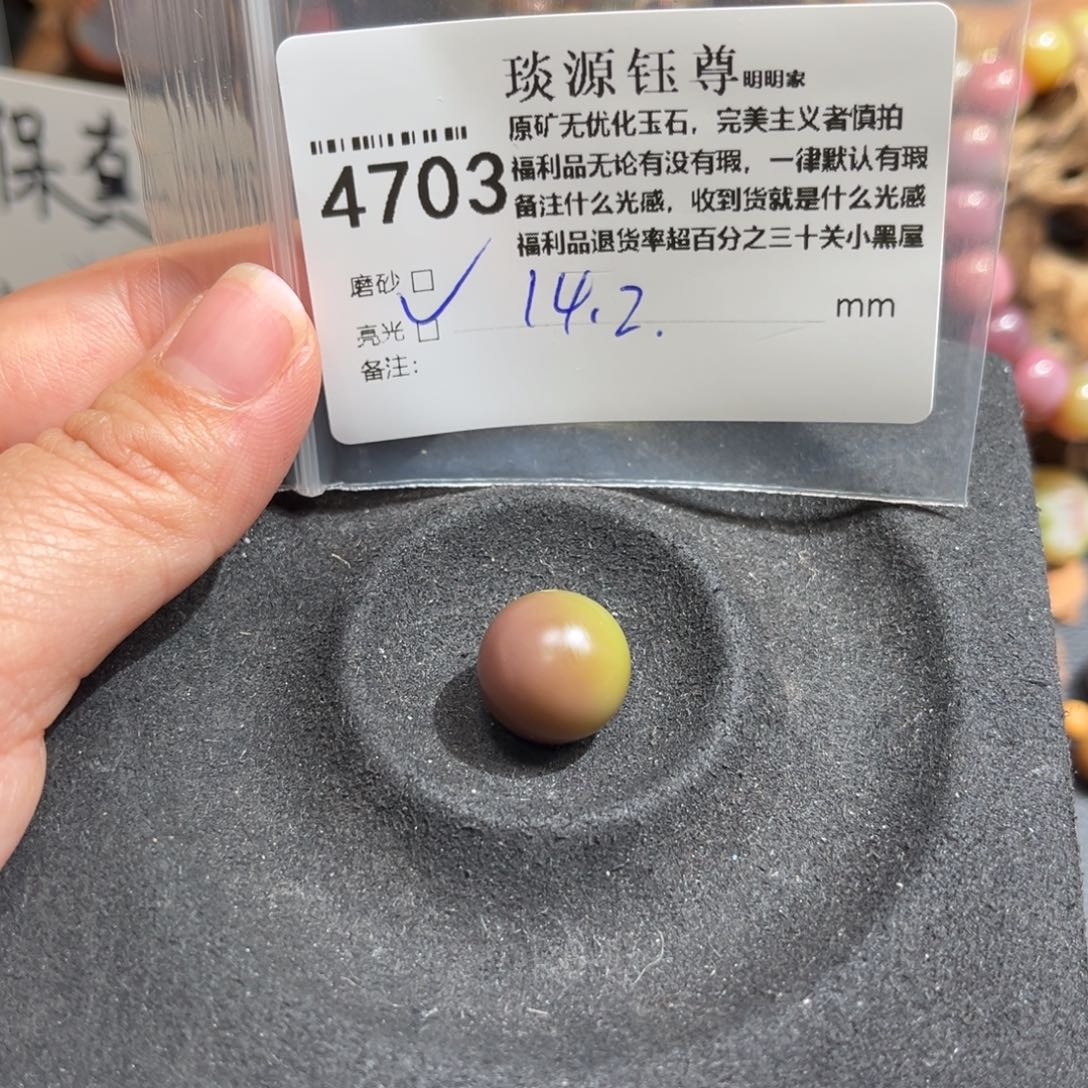 琰源钰尊明明家
原矿无优化玉石，完美主义者慎拍
4703
福利品无论有没有瑕，一律默认有瑕
备注什么光感，收到货就是什么光感
福利品退货率超百分之三十关小黑屋
磨砂 □
14.2.
mm
亮光 □
备注：
保煮